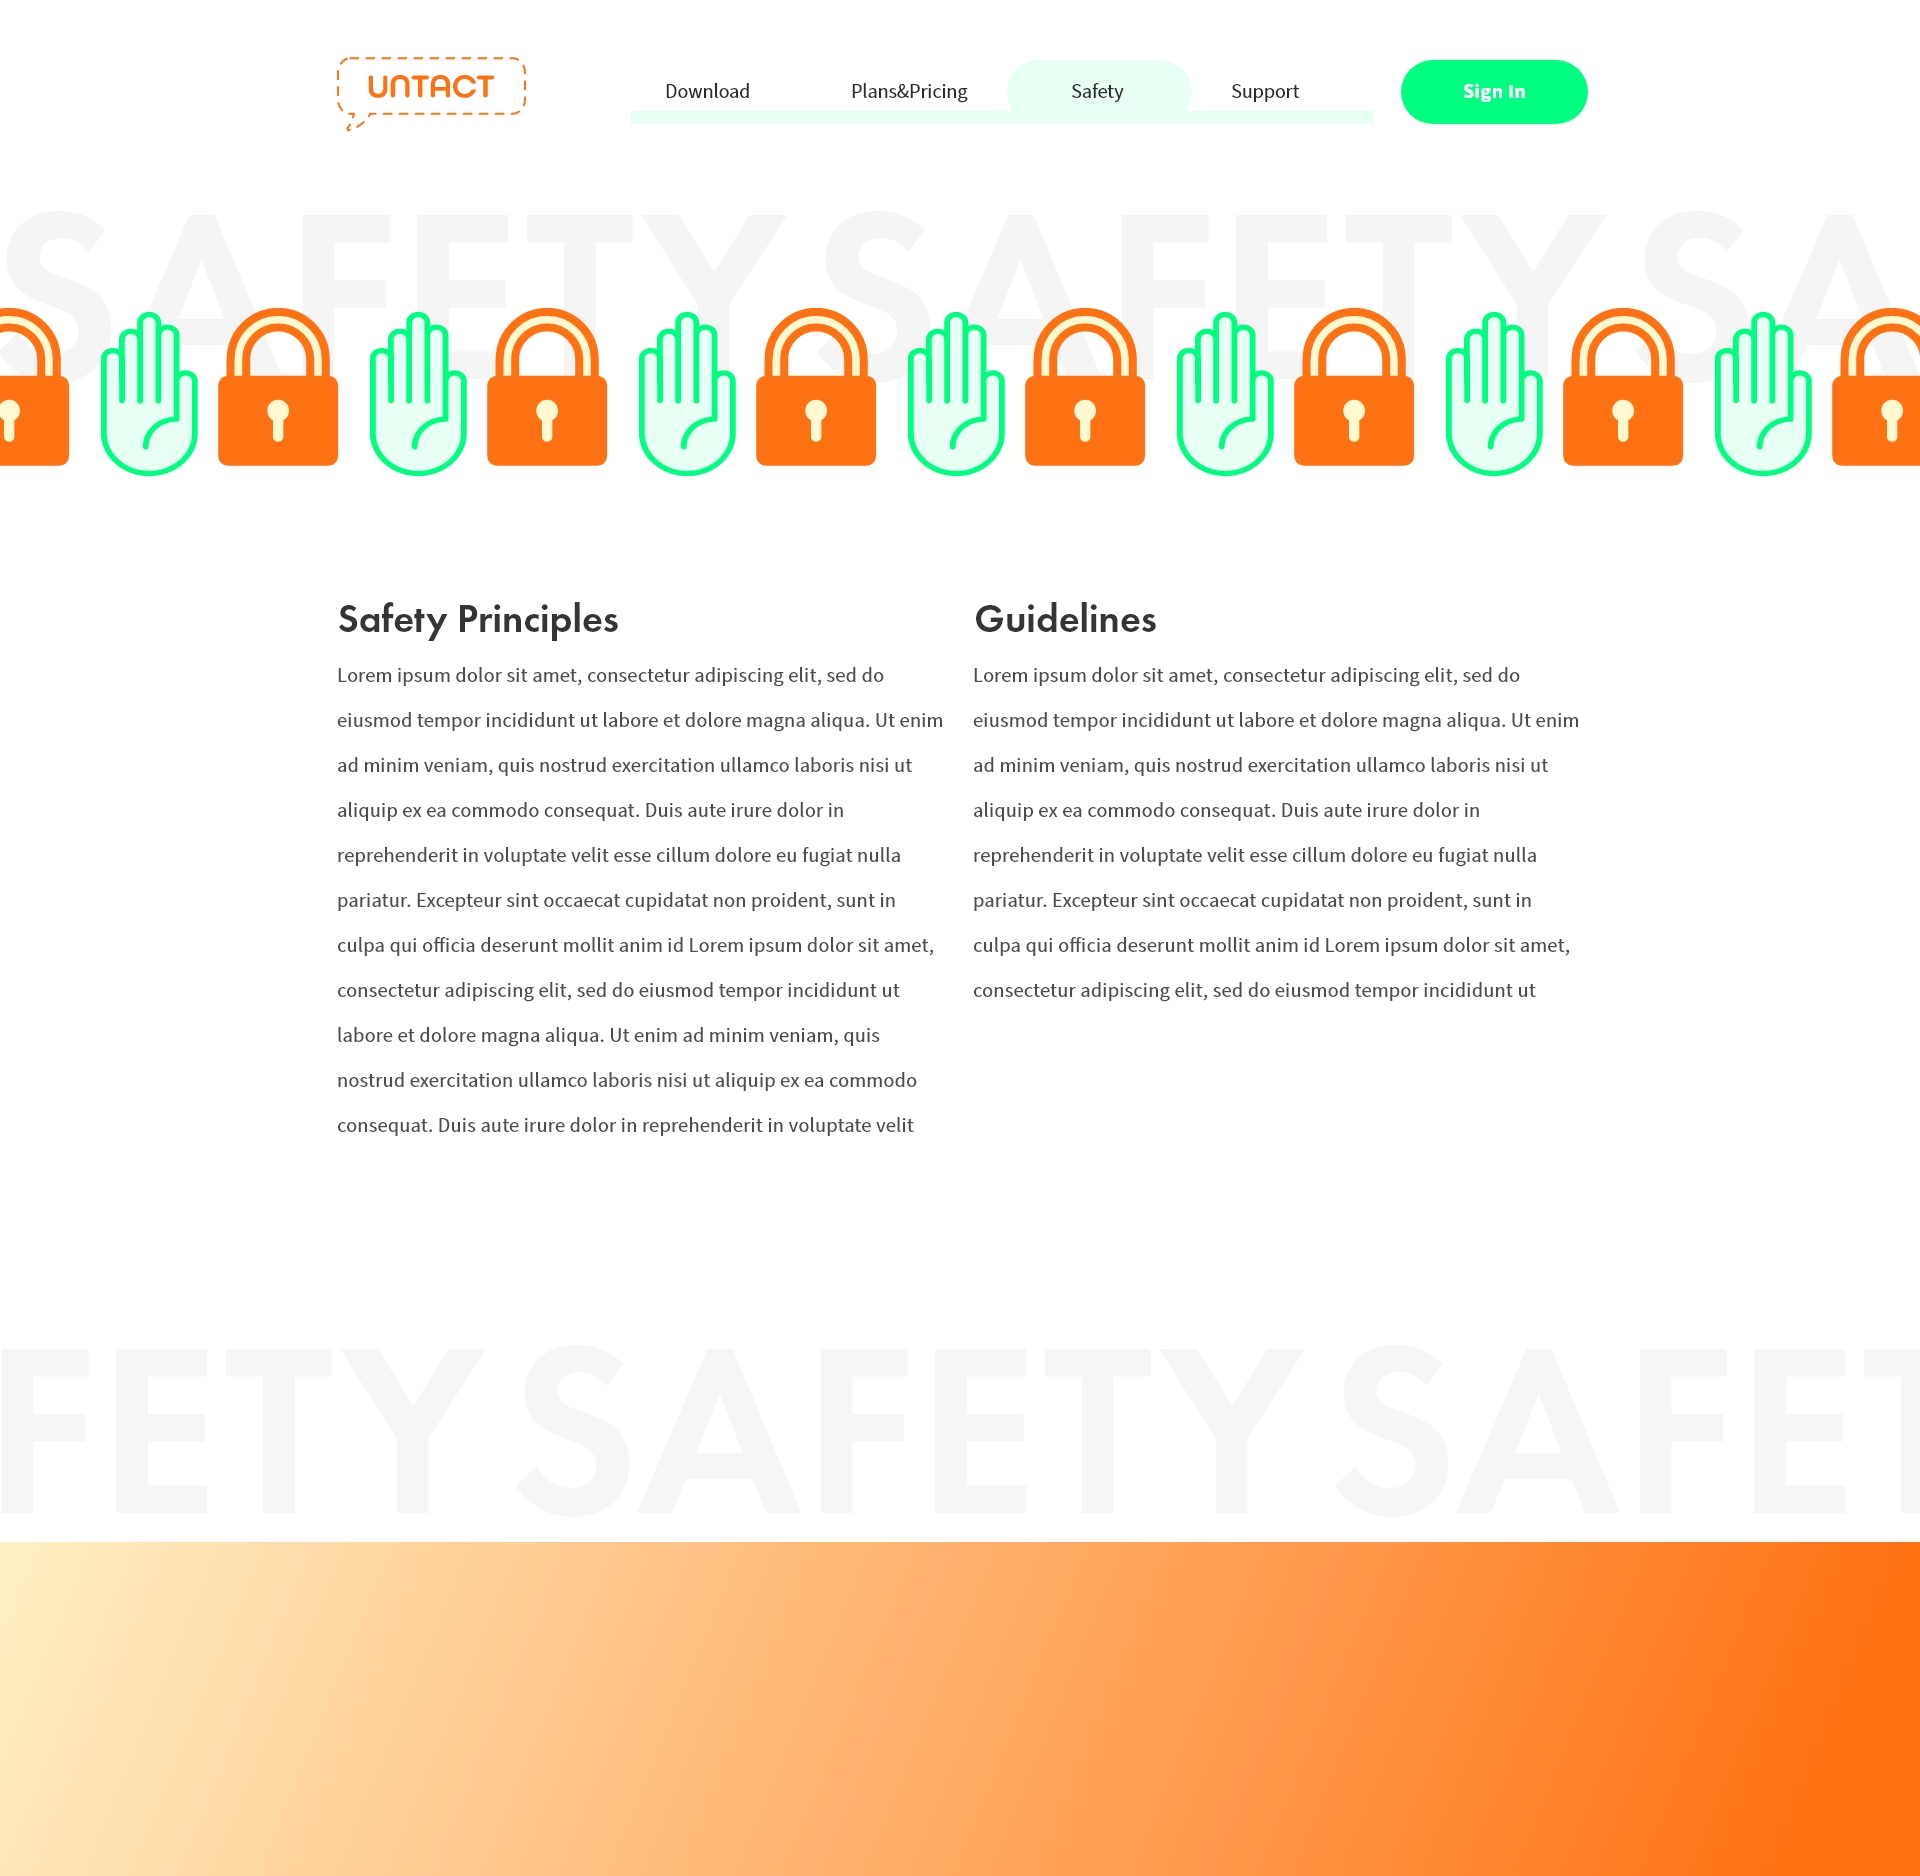 UNTACT
Download Plans&Pricing Safety Support Sign In
SAFETY SAFETY SA
Safety Principles
Lorem ipsum dolor sit amet, consectetur adipiscing elit, sed do
eiusmod tempor incididunt ut labore et dolore magna aliqua. Ut enim
ad minim veniam, quis nostrud exercitation ullamco laboris nisi ut
aliquip ex ea commodo consequat. Duis aute irure dolor in
reprehenderit in voluptate velit esse cillum dolore eu fugiat nulla
pariatur. Excepteur sint occaecat cupidatat non proident, sunt in
culpa qui officia deserunt mollit anim id Lorem ipsum dolor sit amet,
consectetur adipiscing elit, sed do eiusmod tempor incididunt ut
labore et dolore magna aliqua. Ut enim ad minim veniam, quis
nostrud exercitation ullamco laboris nisi ut aliquip ex ea commodo
consequat. Duis aute irure dolor in reprehenderit in voluptate velit
Guidelines
Lorem ipsum dolor sit amet, consectetur adipiscing elit, sed do
eiusmod tempor incididunt ut labore et dolore magna aliqua. Ut enim
ad minim veniam, quis nostrud exercitation ullamco laboris nisi ut
aliquip ex ea commodo consequat. Duis aute irure dolor in
reprehenderit in voluptate velit esse cillum dolore eu fugiat nulla
pariatur. Excepteur sint occaecat cupidatat non proident, sunt in
culpa qui officia deserunt mollit anim id Lorem ipsum dolor sit amet,
consectetur adipiscing elit, sed do eiusmod tempor incididunt ut
FETY SAFETY SAFET